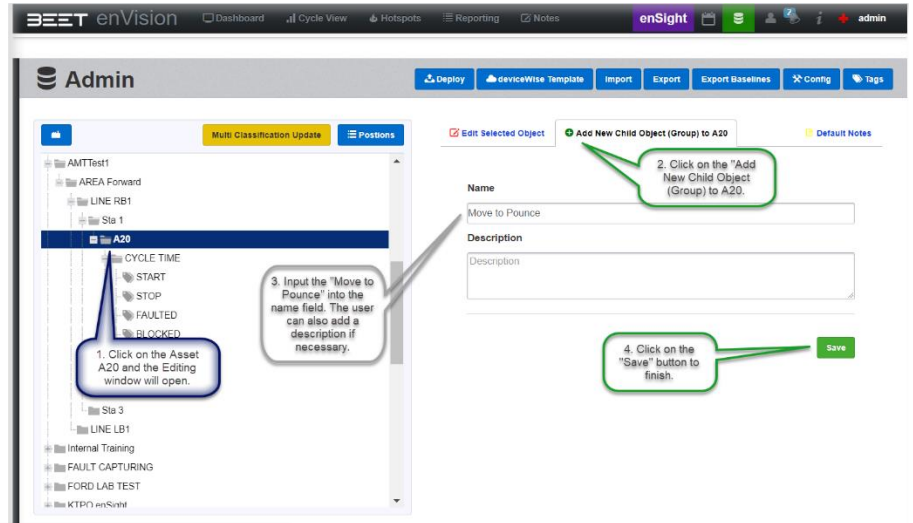 BEET enVision Dashboard Cycle View Hotspots Reporting Notes enSight 2 i admin
Admin
Deploy deviceWise Template Import Export Export Baselines Config Tags
Multi Classification Update Postions
Edit Selected Object Add New Child Object (Group) to A20 Default Notes
AMTTest1
AREA Forward
LINE RB1
Sta 1
A20
CYCLE TIME
START
STOP
FAULTED
BLOCKED
Sta 3
LINE LB1
Internal Training
FAULT CAPTURING
FORD LAB TEST
KTPO enSight
1. Click on the Asset
A20 and the Editing
window will open.
2. Click on the "Add
New Child Object
(Group) to A20.
Name
Move to Pounce
Description
Description
3. Input the "Move to
Pounce" into the
name field. The user
can also add a
description if
necessary.
4. Click on the
"Save" button to
finish.
Save